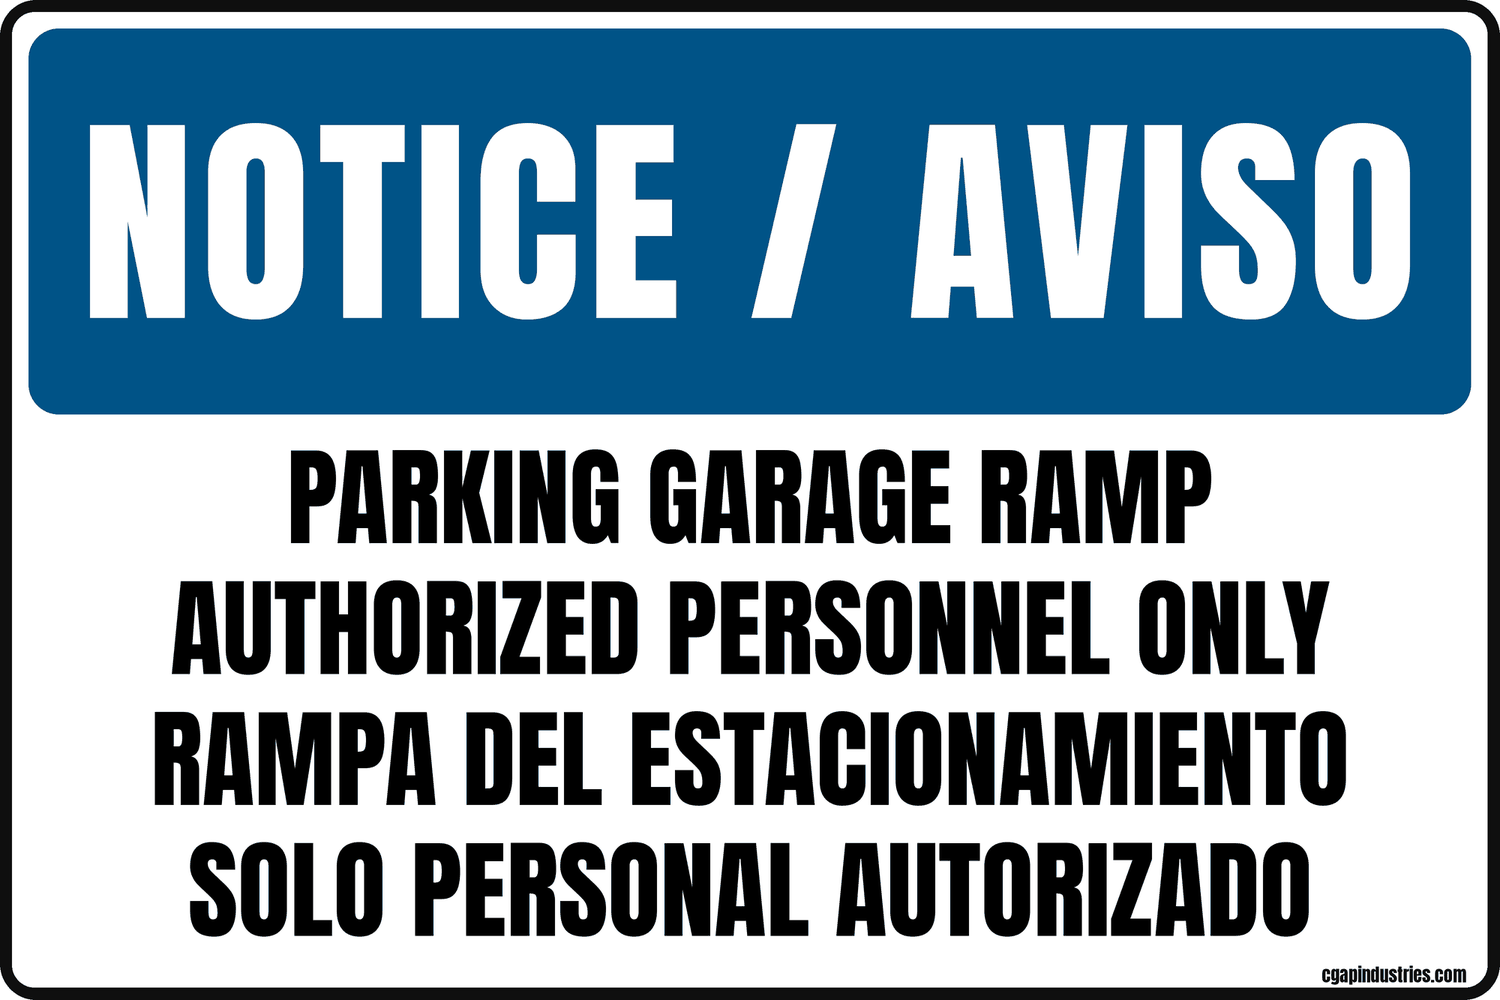 NOTICE / AVISO
PARKING GARAGE RAMP
AUTHORIZED PERSONNEL ONLY
RAMPA DEL ESTACIONAMIENTO
SOLO PERSONAL AUTORIZADO
cgapindustries.com